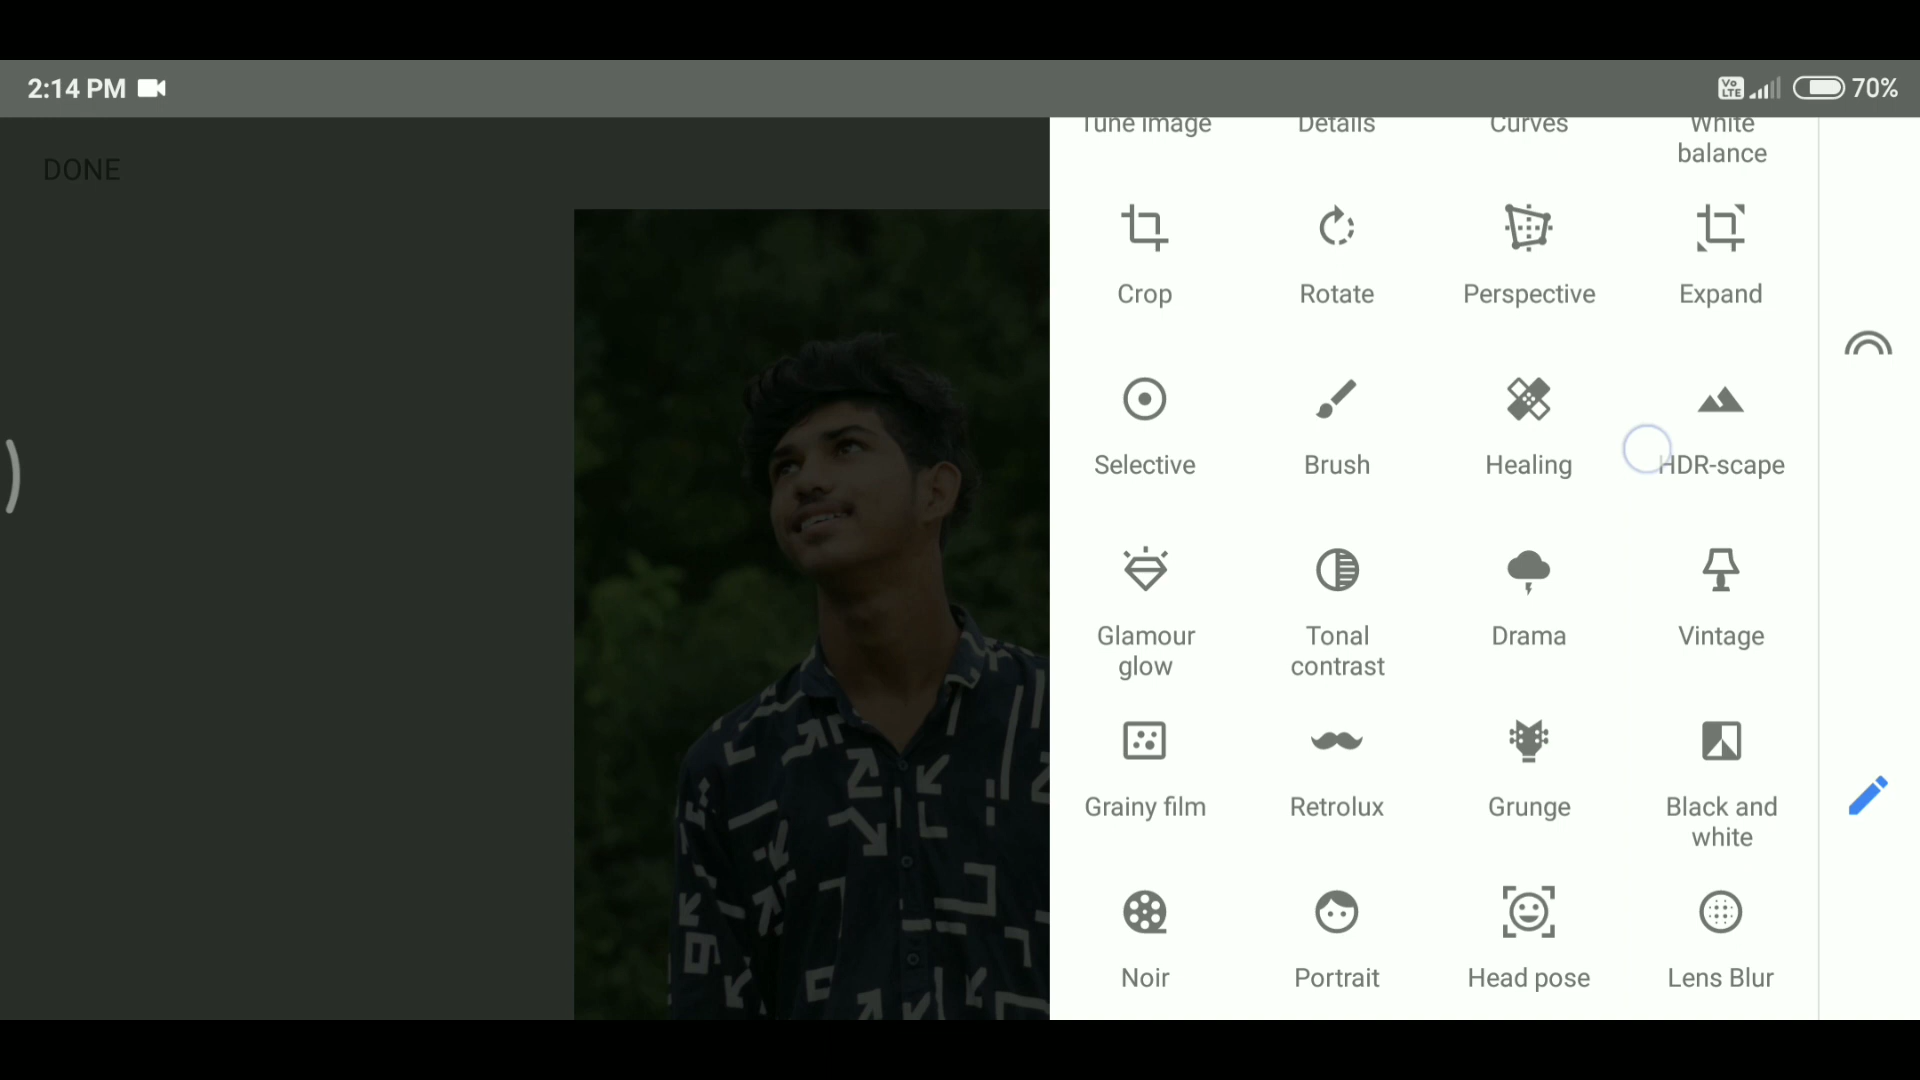 2:14 PM
Vo LTE
70%
DONE
Tune Image
Details
Curves
White
balance
Crop
Rotate
Perspective
Expand
Selective
Brush
Healing
HDR-scape
Glamour
glow
Tonal
contrast
Drama
Vintage
Grainy film
Retrolux
Grunge
Black and
white
Noir
Portrait
Head pose
Lens Blur